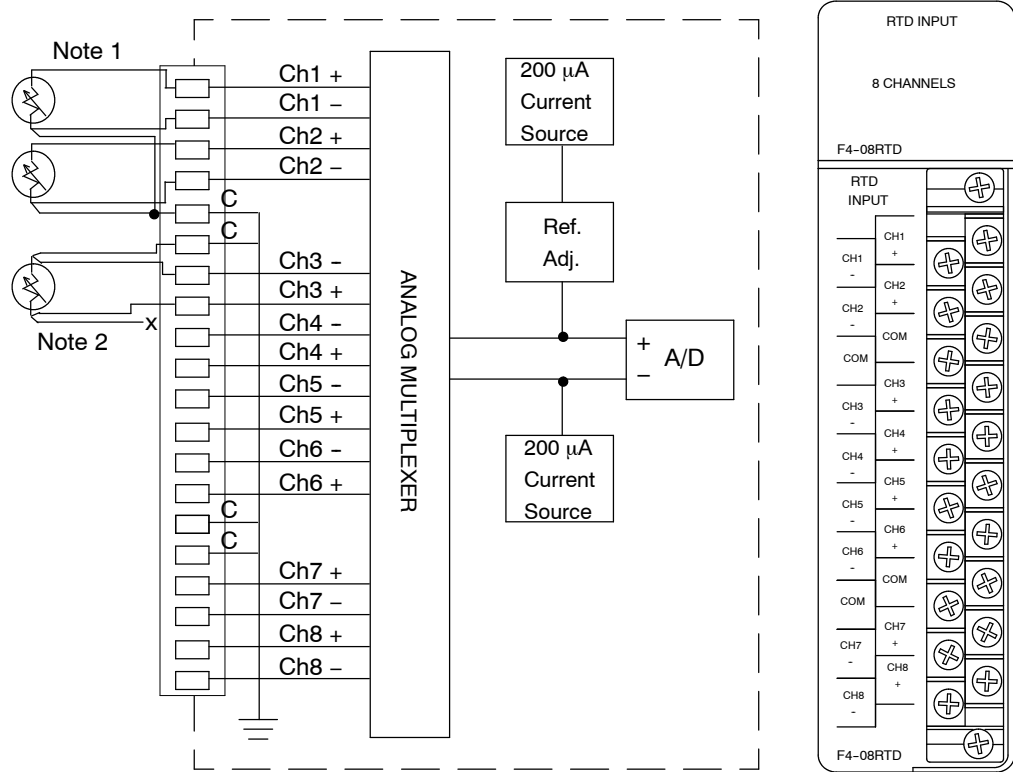 Note 1
Note 2
Ch1 +
Ch1 −
Ch2 +
Ch2 −
C
C
Ch3 −
Ch3 +
Ch4 −
Ch4 +
Ch5 −
Ch5 +
Ch6 −
Ch6 +
C
C
Ch7 +
Ch7 −
Ch8 +
Ch8 −
x
ANALOG MULTIPLEXER
200 μA
Current
Source
Ref.
Adj.
+
−
A/D
200 μA
Current
Source
RTD INPUT
8 CHANNELS
F4-08RTD
RTD
INPUT
CH1
+
CH1
-
CH2
+
CH2
-
COM
COM
CH3
+
CH3
-
CH4
+
CH4
-
CH5
+
CH5
-
CH6
+
CH6
-
COM
COM
CH7
+
CH7
-
CH8
+
CH8
-
F4-08RTD